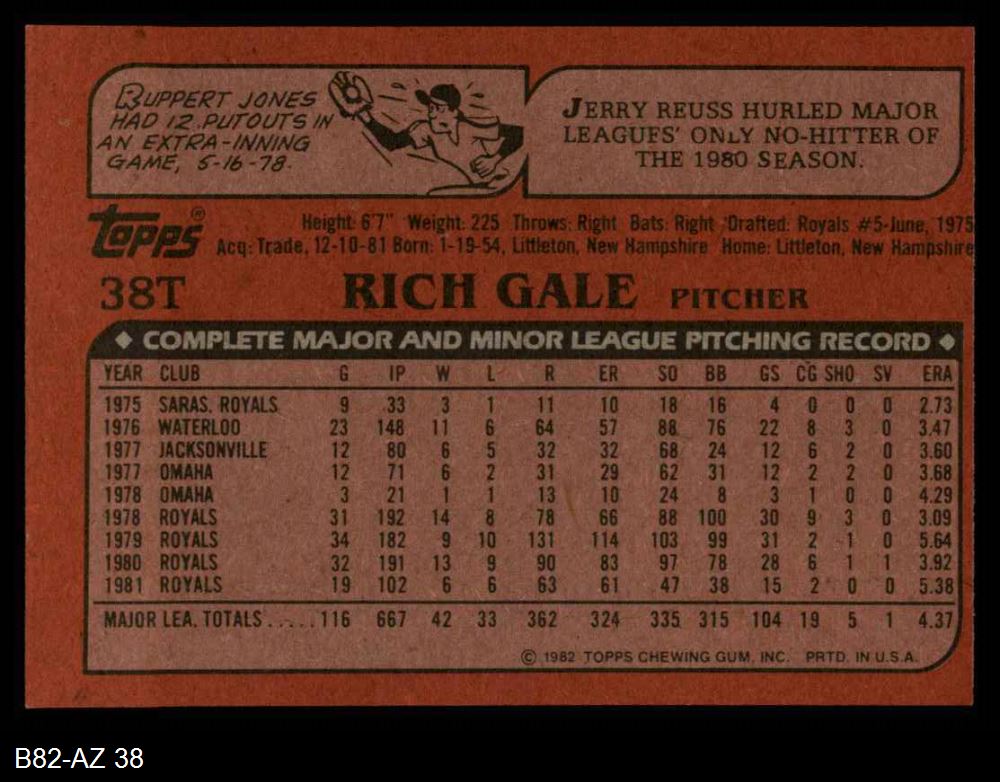 RUPPERT JONES
HAD 12 PUTOUTS IN
AN EXTRA-INNING
GAME, 5-16-78.
JERRY REUSS HURLED MAJOR
LEAGUES' ONLY NO-HITTER OF
THE 1980 SEASON.
TOPPS®
Height: 6'7" Weight: 225 Throws: Right Bats: Right Drafted: Royals #5-June, 1975
Acq: Trade, 12-10-81 Born: 1-19-54, Littleton, New Hampshire Home: Littleton, New Hampshire
38T RICH GALE PITCHER
◆ COMPLETE MAJOR AND MINOR LEAGUE PITCHING RECORD ◆
YEAR CLUB G IP W L R ER SO BB GS CG SHO SV ERA
1975 SARAS. ROYALS 9 33 3 1 11 10 18 16 4 0 0 0 2.73
1976 WATERLOO 23 148 11 6 64 57 88 76 22 8 3 0 3.47
1977 JACKSONVILLE 12 80 6 5 32 32 68 24 12 6 2 0 3.60
1977 OMAHA 12 71 6 2 31 29 62 31 12 2 2 0 3.68
1978 OMAHA 3 21 1 1 13 10 24 8 3 1 0 0 4.29
1978 ROYALS 31 192 14 8 78 66 88 100 30 9 3 0 3.09
1979 ROYALS 34 182 9 10 131 114 103 99 31 2 1 0 5.64
1980 ROYALS 32 191 13 9 90 83 97 78 28 6 1 1 3.92
1981 ROYALS 19 102 6 6 63 61 47 38 15 2 0 0 5.38
MAJOR LEA. TOTALS......116 667 42 33 362 324 335 315 104 19 5 1 4.37
© 1982 TOPPS CHEWING GUM, INC. PRTD. IN U.S.A.
B82-AZ 38